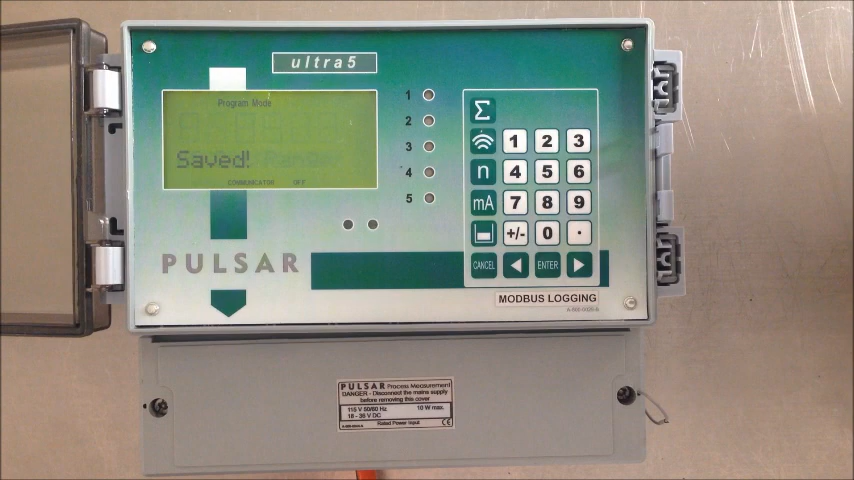 ultra5
Program Mode
Saved!
COMMUNICATOR OFF
1
2
3
4
5
Σ
1 2 3
n 4 5 6
mA 7 8 9
+/- 0 .
CANCEL ENTER
PULSAR
MODBUS LOGGING
PULSAR Process Measurement
DANGER - Disconnect the mains supply
before removing this cover
115 V 50/60 Hz 10 W max.
18 - 36 V DC
Rated Power Input CE